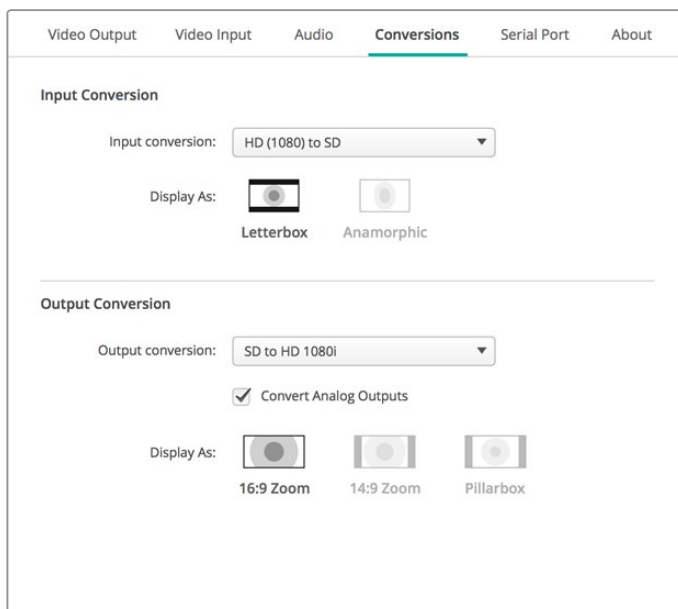 Video Output Video Input Audio Conversions Serial Port About
Input Conversion
Input conversion: HD (1080) to SD
Display As:
Letterbox Anamorphic
Output Conversion
Output conversion: SD to HD 1080i
Convert Analog Outputs
Display As:
16:9 Zoom 14:9 Zoom Pillarbox